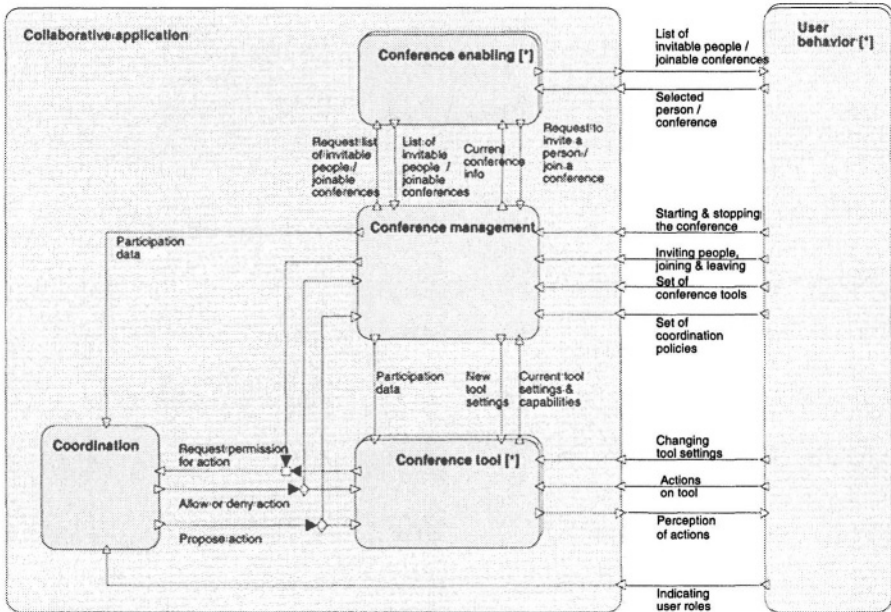 Collaborative application
Conference enabling [*]
List of
invitable people /
joinable conferences
User
behavior [*]
Selected
person /
conference
Request list
of invitable
people /
joinable
conferences
List of
invitable
people /
joinable
conferences
Current
conference
info
Request to
invite a
person /
join a
conference
Conference management
Starting & stopping
the conference
Participation
data
Inviting people,
joining & leaving
Set of
conference tools
Set of
coordination
policies
Participation
data
New
tool
settings
Current tool
settings &
capabilities
Coordination
Request permission
for action
Conference tool [*]
Changing
tool settings
Allow or deny action
Actions
on tool
Propose action
Perception
of actions
Indicating
user roles